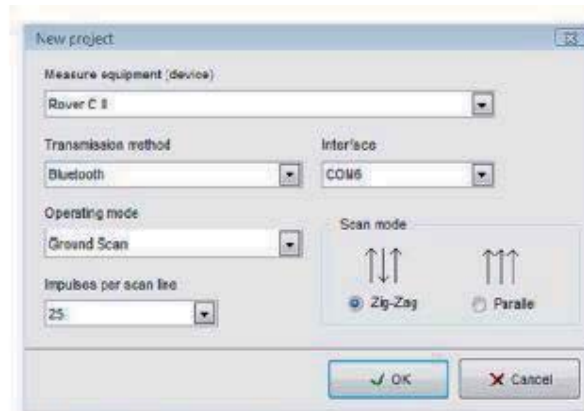 New project
Measure equipment (device)
Rover C II
Transmission method
Interface
Bluetooth
COM6
Operating mode
Ground Scan
Scan mode
Impulses per scan line
25
Zig-Zag
Paralle
OK
Cancel